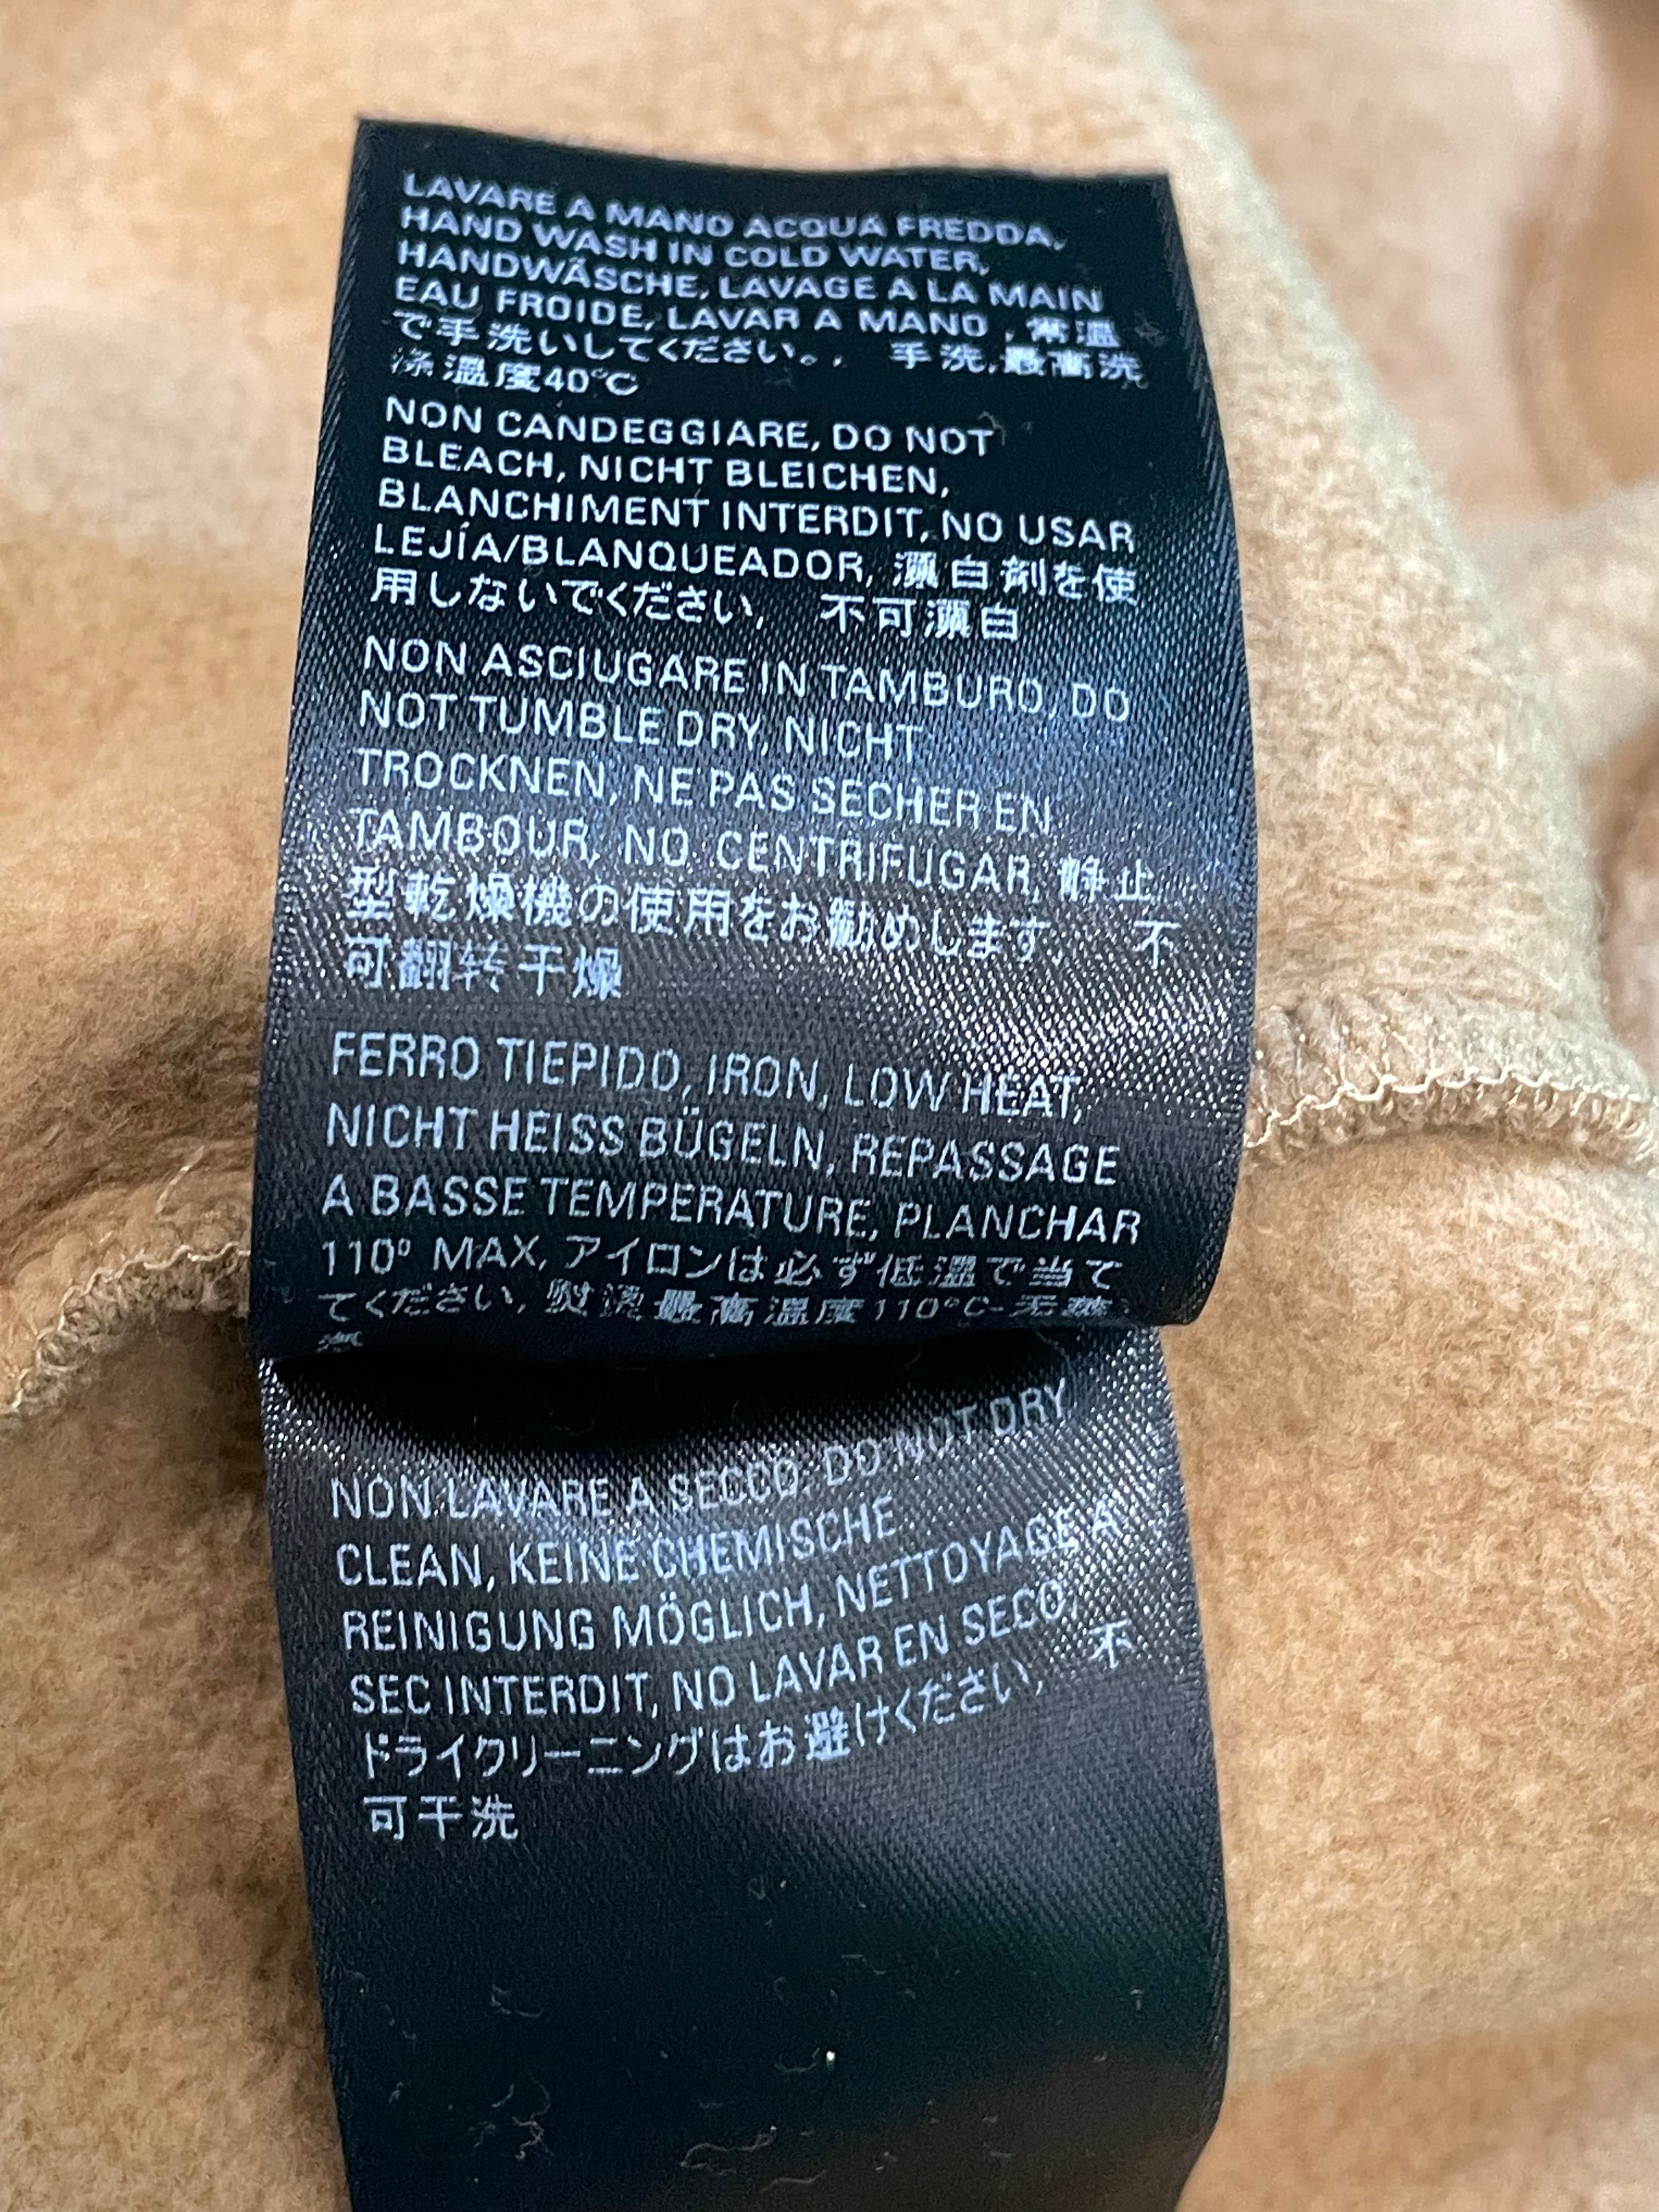 LAVARE A MANO ACQUA FREDDA,
HAND WASH IN COLD WATER,
HANDWÄSCHE, LAVAGE A LA MAIN
EAU FROIDE, LAVAR A MANO , 常温
で手洗いしてください。, 手洗,最高洗
涤温度40°C
NON CANDEGGIARE, DO NOT
BLEACH, NICHT BLEICHEN,
BLANCHIMENT INTERDIT, NO USAR
LEJÍA/BLANQUEADOR, 漂白剤を使
用しないでください, 不可漂白
NON ASCIUGARE IN TAMBURO, DO
NOT TUMBLE DRY, NICHT
TROCKNEN, NE PAS SECHER EN
TAMBOUR, NO CENTRIFUGAR, 静止
型乾燥機の使用をお勧めします, 不
可翻转干燥
FERRO TIEPIDO, IRON, LOW HEAT,
NICHT HEISS BÜGELN, REPASSAGE
A BASSE TEMPERATURE, PLANCHAR
110° MAX, アイロンは必ず低温で当て
てください, 熨烫最高温度110°C-无蒸
汽
NON LAVARE A SECCO, DO NOT DRY
CLEAN, KEINE CHEMISCHE
REINIGUNG MÖGLICH, NETTOYAGE A
SEC INTERDIT, NO LAVAR EN SECO,
ドライクリーニングはお避けください, 不
可干洗